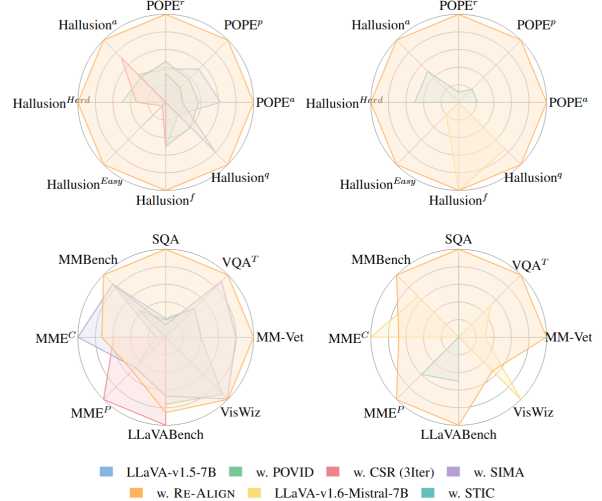 POPE^r POPE^r
Hallusion^a POPE^p Hallusion^a POPE^p
Hallusion^Herd POPE^a Hallusion^Herd POPE^a
Hallusion^Easy Hallusion^q Hallusion^Easy Hallusion^q
Hallusion^f Hallusion^f
SQA SQA
MMBench VQA^T MMBench VQA^T
MME^C MM-Vet MME^C MM-Vet
MME^P VisWiz MME^P VisWiz
LLaVABench LLaVABench
LLaVA-v1.5-7B w. POVID w. CSR (3Iter) w. SIMA
w. RE-ALIGN LLaVA-v1.6-Mistral-7B w. STIC